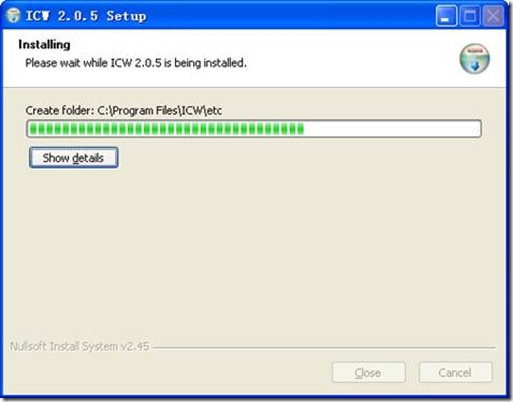 ICW 2.0.5 Setup
Installing
Please wait while ICW 2.0.5 is being installed.
Create folder: C:\Program Files\ICW\etc
Show details
Nullsoft Install System v2.45
Close
Cancel